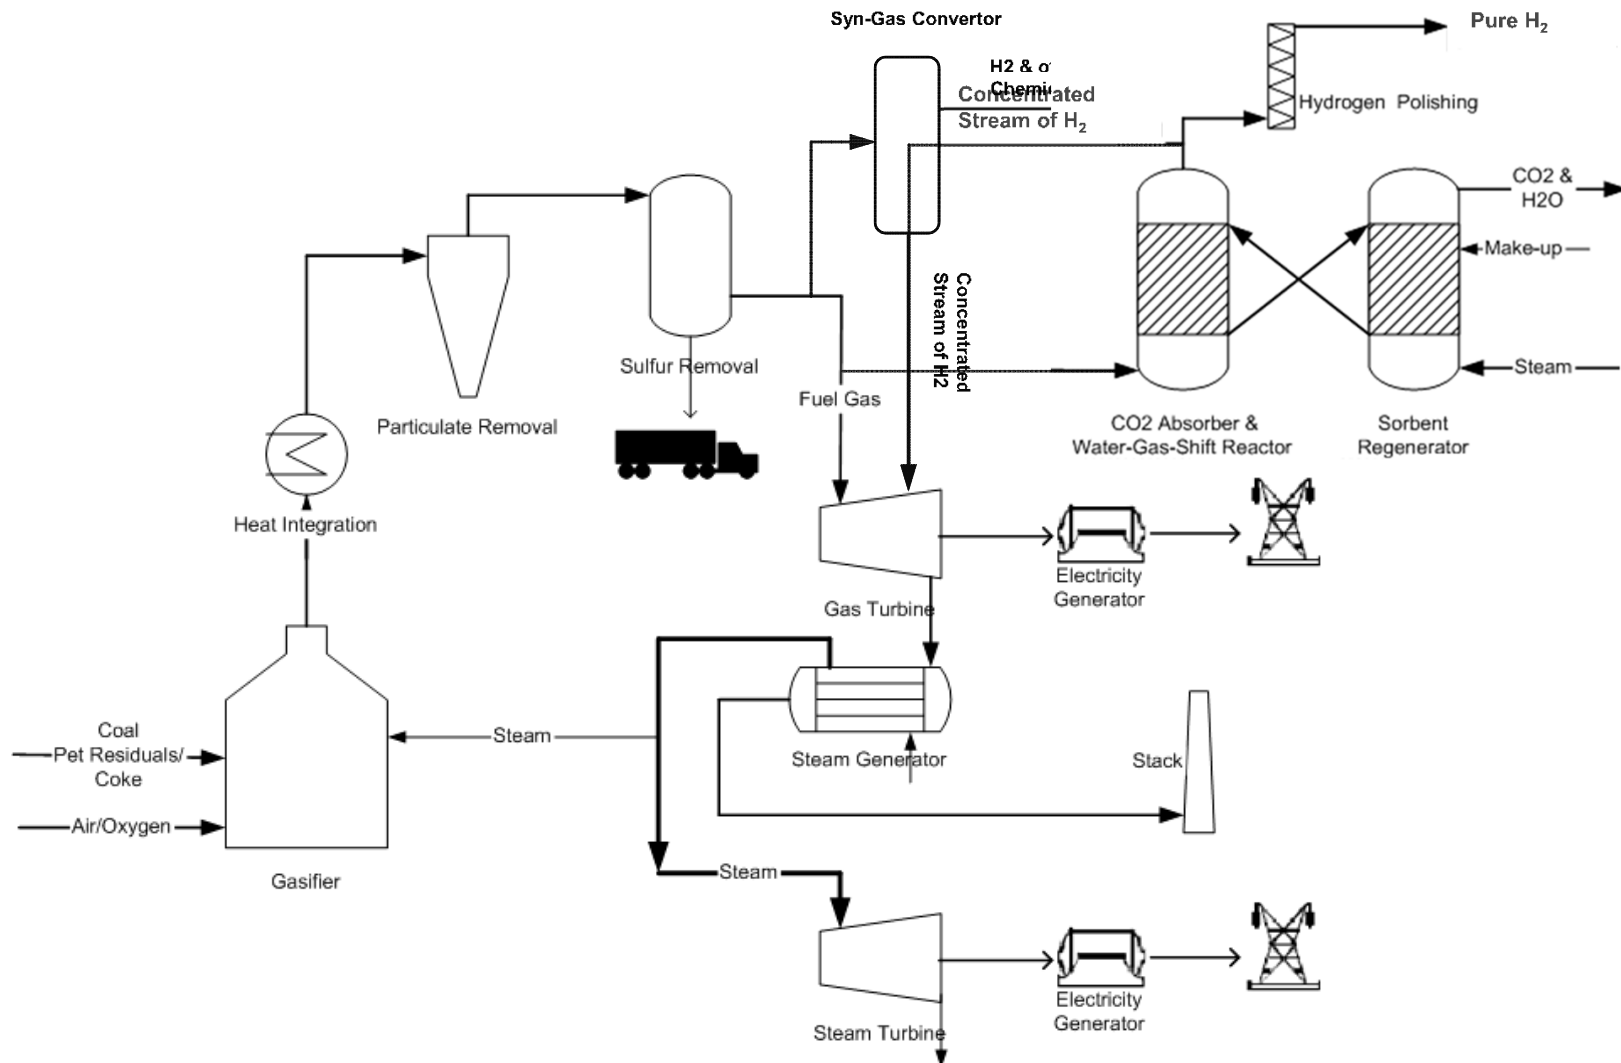 Syn-Gas Convertor
Pure H₂
H2 & o
Chemi
Concentrated
Stream of H₂
Hydrogen Polishing
CO2 &
H2O
Make-up
Concentrated
Stream of H2
Sulfur Removal
Steam
Fuel Gas
Particulate Removal
CO2 Absorber &
Water-Gas-Shift Reactor
Sorbent
Regenerator
Heat Integration
Electricity
Generator
Gas Turbine
Coal
Pet Residuals/
Coke
Steam
Steam Generator
Stack
Air/Oxygen
Gasifier
Steam
Electricity
Generator
Steam Turbine